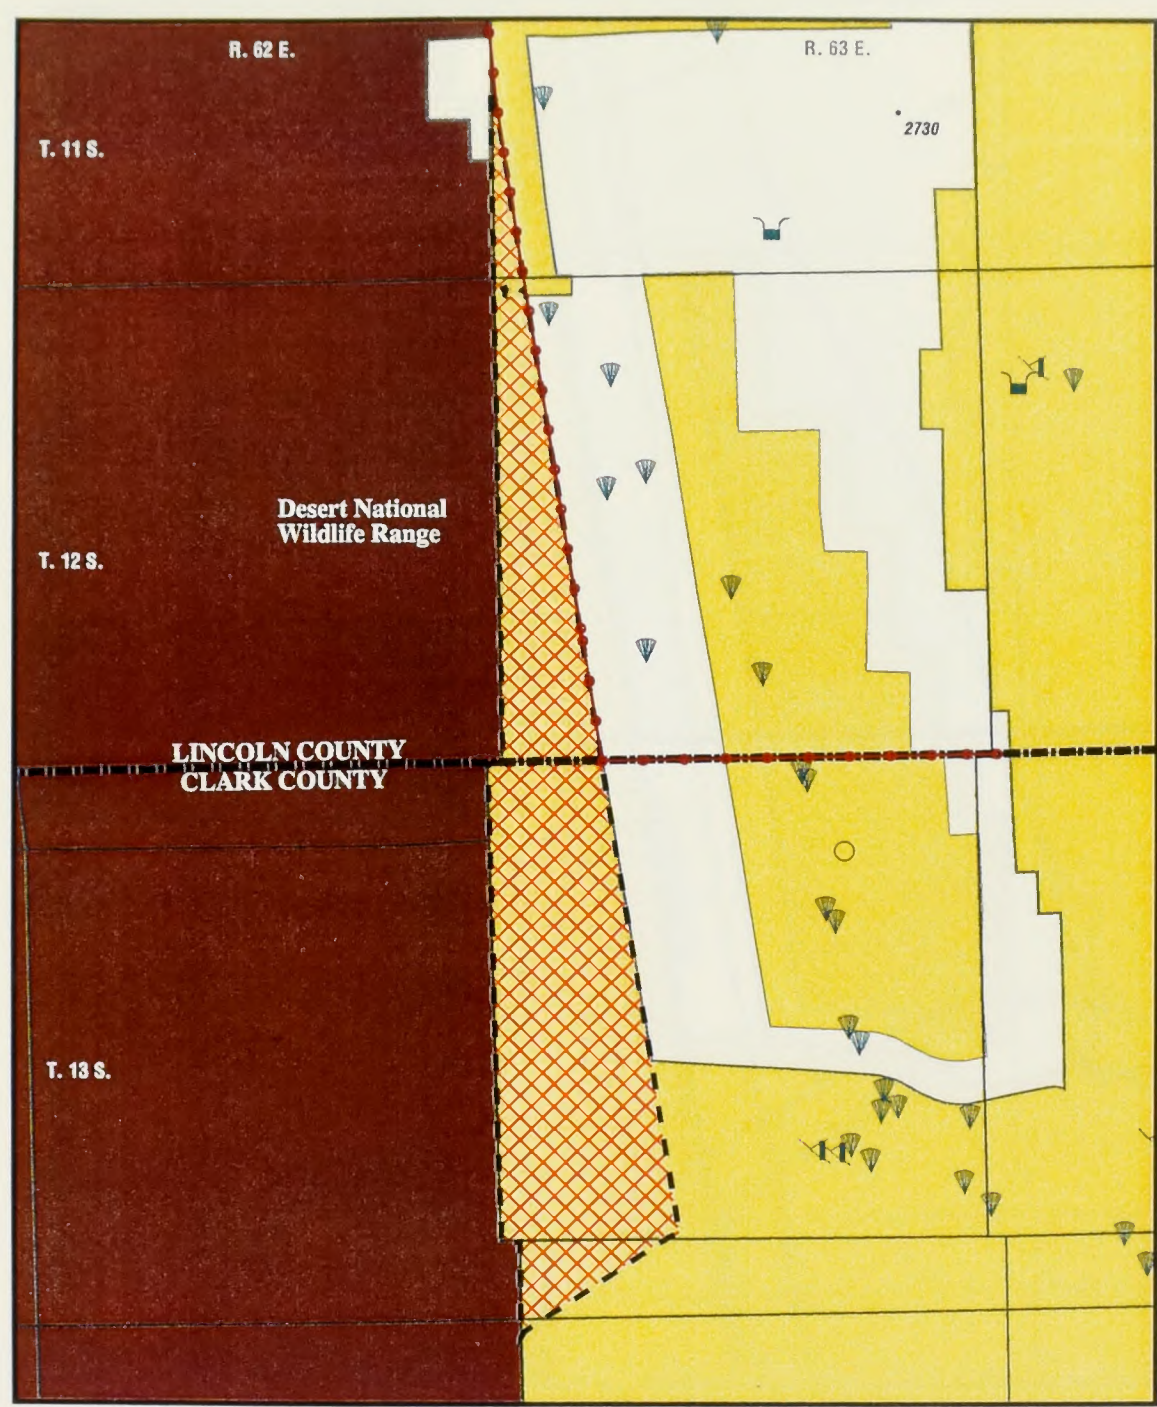 R. 62 E.
R. 63 E.
2730
T. 11 S.
Desert National
Wildlife Range
T. 12 S.
LINCOLN COUNTY
CLARK COUNTY
T. 13 S.